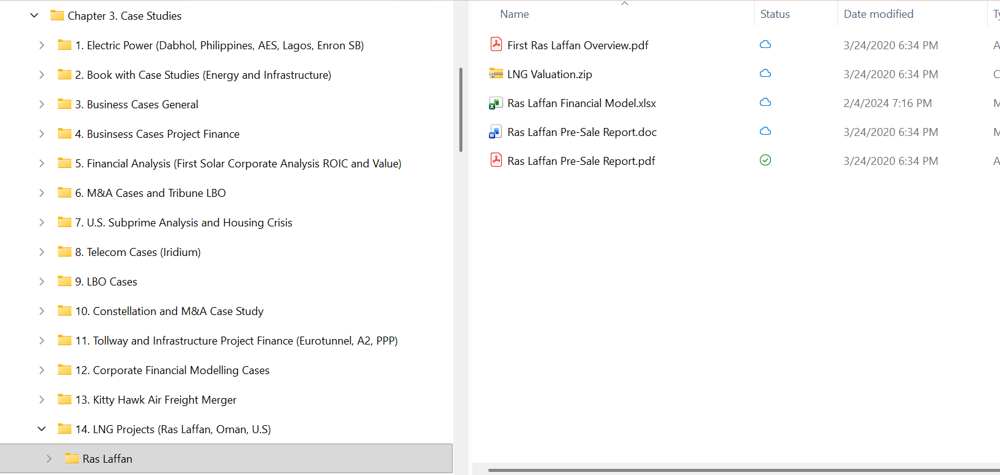 Chapter 3. Case Studies
1. Electric Power (Dabhol, Philippines, AES, Lagos, Enron SB)
2. Book with Case Studies (Energy and Infrastructure)
3. Business Cases General
4. Businsess Cases Project Finance
5. Financial Analysis (First Solar Corporate Analysis ROIC and Value)
6. M&A Cases and Tribune LBO
7. U.S. Subprime Analysis and Housing Crisis
8. Telecom Cases (Iridium)
9. LBO Cases
10. Constellation and M&A Case Study
11. Tollway and Infrastructure Project Finance (Eurotunnel, A2, PPP)
12. Corporate Financial Modelling Cases
13. Kitty Hawk Air Freight Merger
14. LNG Projects (Ras Laffan, Oman, U.S)
Ras Laffan
Name Status Date modified
First Ras Laffan Overview.pdf 3/24/2020 6:34 PM A
LNG Valuation.zip 3/24/2020 6:34 PM C
Ras Laffan Financial Model.xlsx 2/4/2024 7:16 PM M
Ras Laffan Pre-Sale Report.doc 3/24/2020 6:34 PM M
Ras Laffan Pre-Sale Report.pdf 3/24/2020 6:34 PM A